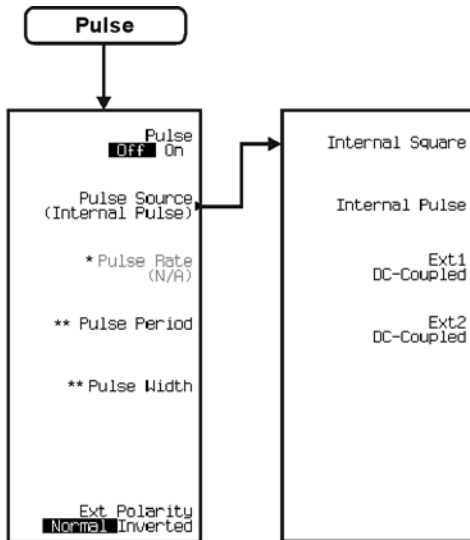 Pulse
Pulse
Off On
Pulse Source
(Internal Pulse)
* Pulse Rate
(N/A)
** Pulse Period
** Pulse Width
Ext Polarity
Normal Inverted
Internal Square
Internal Pulse
Ext1
DC-Coupled
Ext2
DC-Coupled